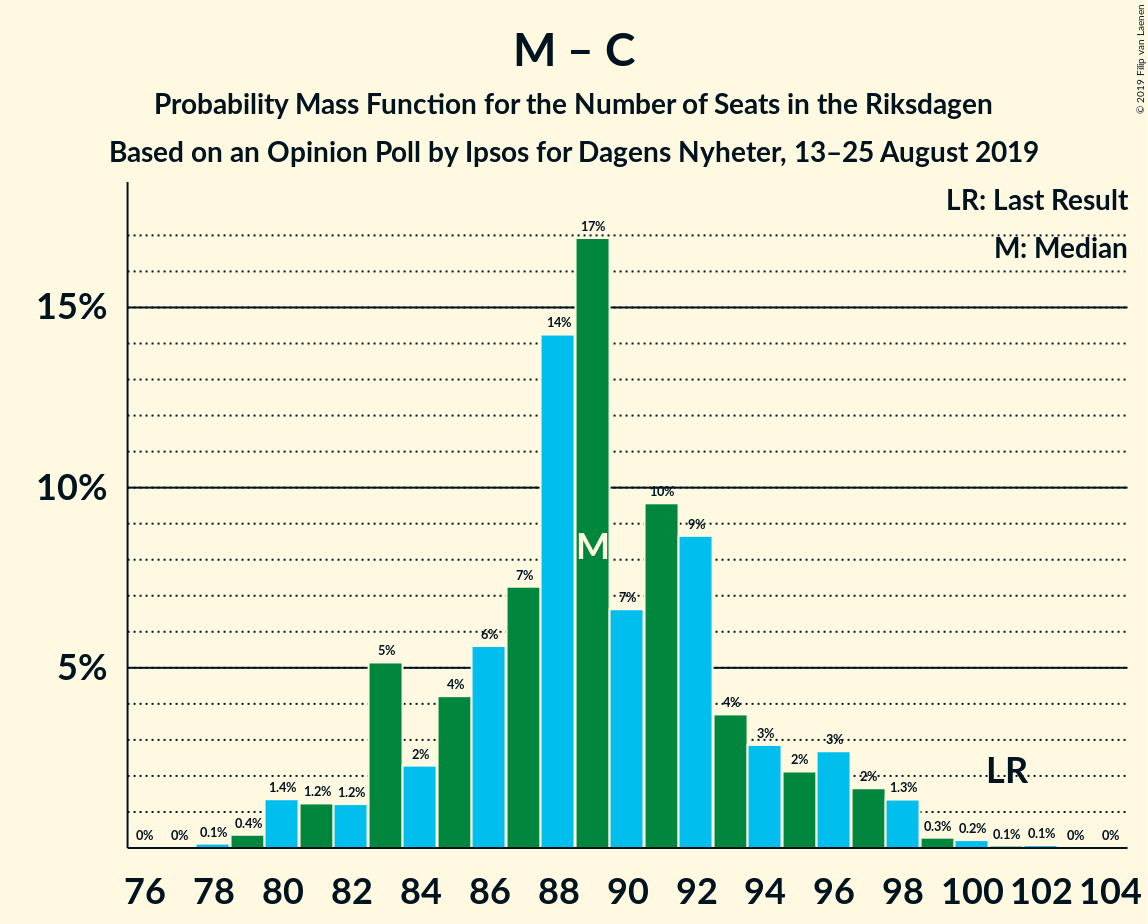 M – C
Probability Mass Function for the Number of Seats in the Riksdagen
Based on an Opinion Poll by Ipsos for Dagens Nyheter, 13–25 August 2019
© 2019 Filip van Laenen
LR: Last Result
M: Median
15%
10%
5%
0% 0% 0.1% 0.4% 1.4% 1.2% 1.2% 5% 2% 4% 6% 7% 14% 17% 7% 10% 9% 4% 3% 2% 3% 2% 1.3% 0.3% 0.2% 0.1% 0.1% 0% 0%
M
LR
76 78 80 82 84 86 88 90 92 94 96 98 100 102 104